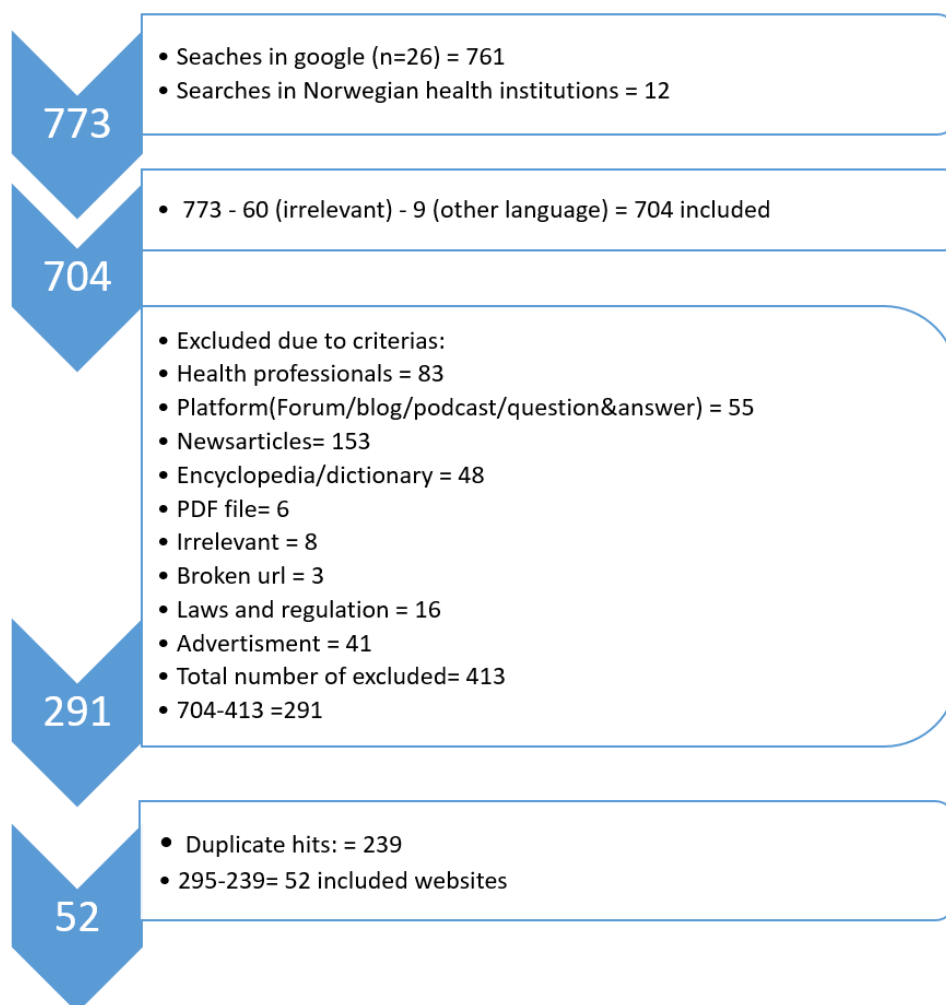 773
• Seaches in google (n=26) = 761
• Searches in Norwegian health institutions = 12
704
• 773 - 60 (irrelevant) - 9 (other language) = 704 included
291
• Excluded due to criterias:
• Health professionals = 83
• Platform(Forum/blog/podcast/question&answer) = 55
• Newsarticles= 153
• Encyclopedia/dictionary = 48
• PDF file= 6
• Irrelevant = 8
• Broken url = 3
• Laws and regulation = 16
• Advertisment = 41
• Total number of excluded= 413
• 704-413 =291
52
• Duplicate hits: = 239
• 295-239= 52 included websites